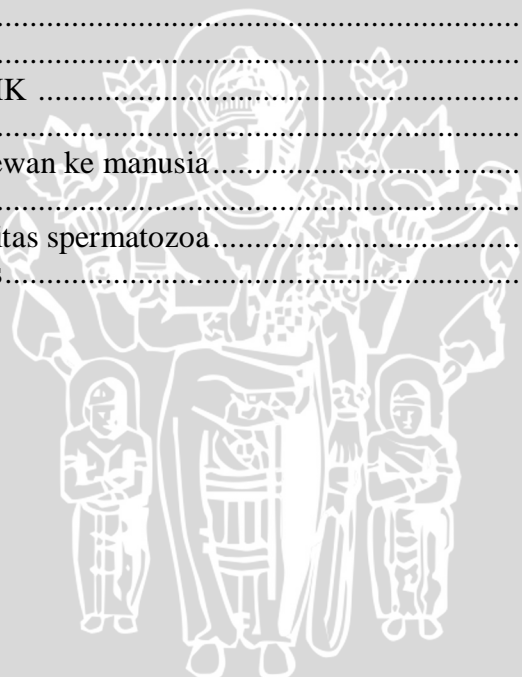 ..................................................................
..................................................................
IK ..............................................................
..................................................................
ewan ke manusia..........................................
..................................................................
itas spermatozoa..........................................
s..................................................................